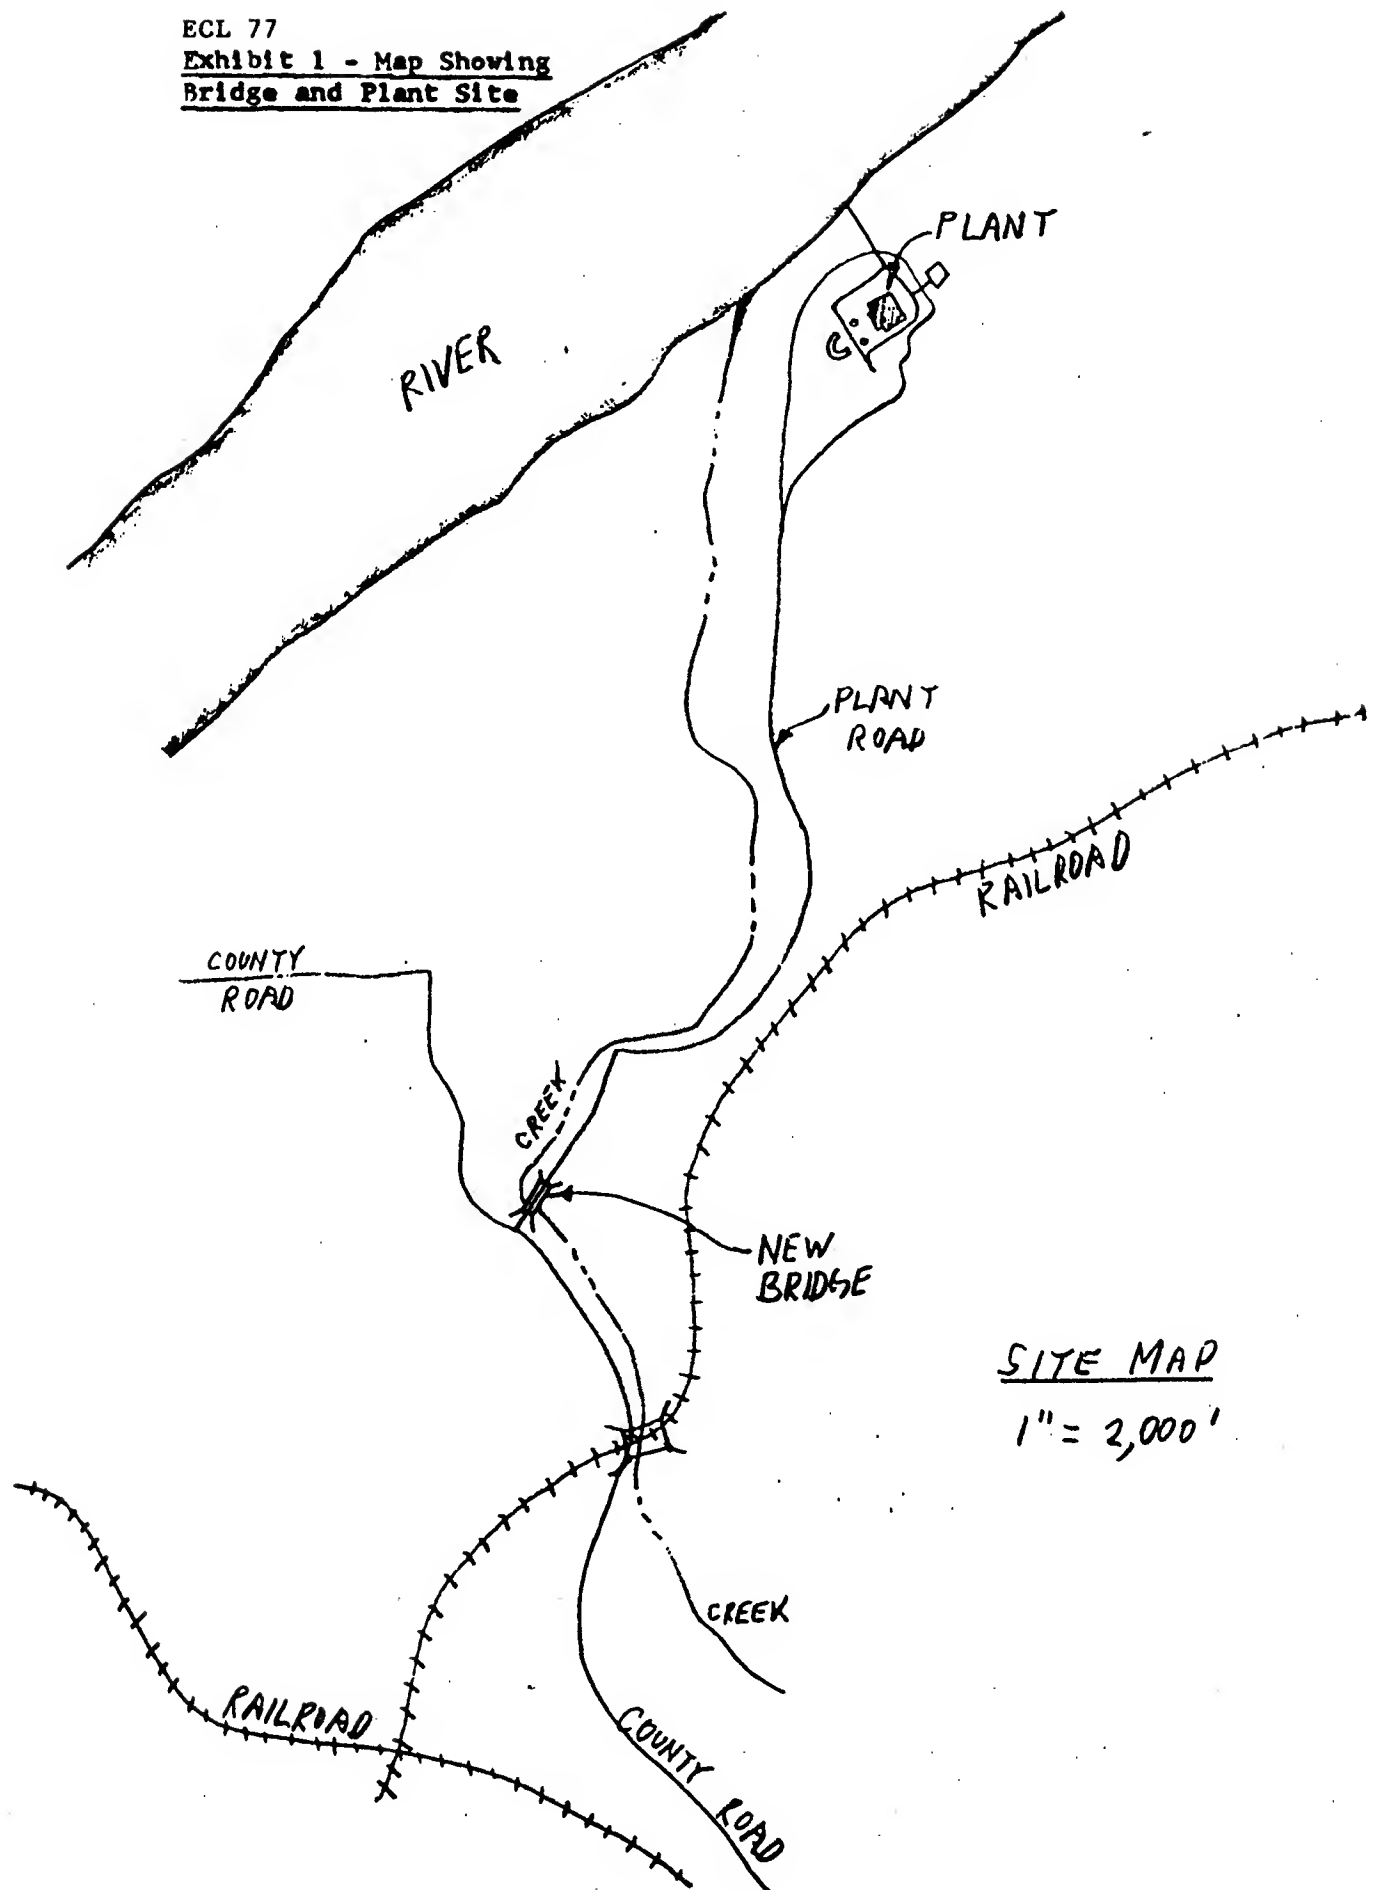 ECL 77
Exhibit 1 - Map Showing
Bridge and Plant Site
PLANT
RIVER
PLANT
ROAD
RAILROAD
COUNTY
ROAD
CREEK
NEW
BRIDGE
SITE MAP
1" = 2,000'
CREEK
RAILROAD
COUNTY
ROAD